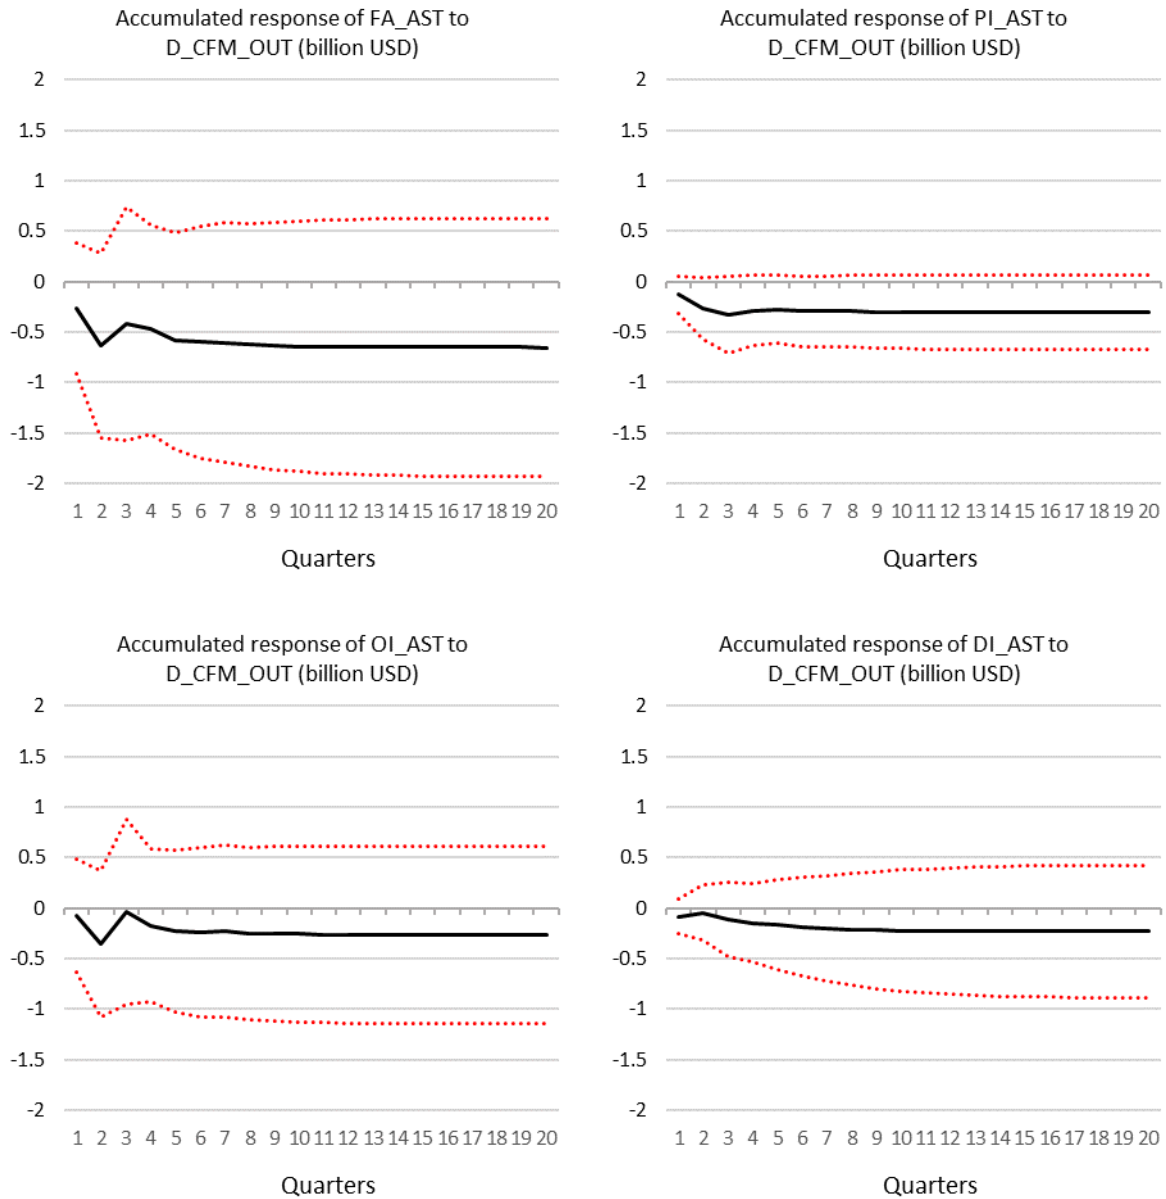 Accumulated response of FA_AST to
D_CFM_OUT (billion USD)
2
1.5
1
0.5
0
-0.5
-1
-1.5
-2
1 2 3 4 5 6 7 8 9 10 11 12 13 14 15 16 17 18 19 20
Quarters
Accumulated response of PI_AST to
D_CFM_OUT (billion USD)
2
1.5
1
0.5
0
-0.5
-1
-1.5
-2
1 2 3 4 5 6 7 8 9 10 11 12 13 14 15 16 17 18 19 20
Quarters
Accumulated response of OI_AST to
D_CFM_OUT (billion USD)
2
1.5
1
0.5
0
-0.5
-1
-1.5
-2
1 2 3 4 5 6 7 8 9 10 11 12 13 14 15 16 17 18 19 20
Quarters
Accumulated response of DI_AST to
D_CFM_OUT (billion USD)
2
1.5
1
0.5
0
-0.5
-1
-1.5
-2
1 2 3 4 5 6 7 8 9 10 11 12 13 14 15 16 17 18 19 20
Quarters